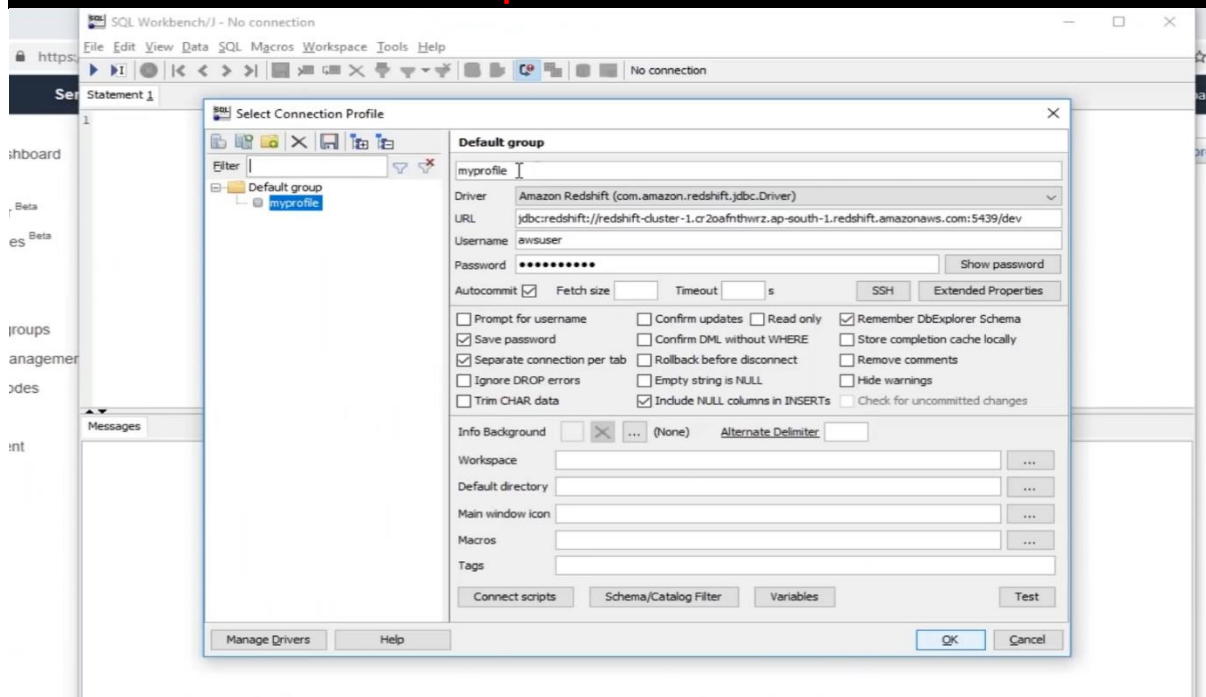 SQL Workbench/J - No connection
File Edit View Data SQL Macros Workspace Tools Help
https:
No connection
Ser
Statement 1
1
Select Connection Profile
Filter
Default group
myprofile
Default group
myprofile
Driver Amazon Redshift (com.amazon.redshift.jdbc.Driver)
URL jdbc:redshift://redshift-cluster-1.cr2oafnthwrz.ap-south-1.redshift.amazonaws.com:5439/dev
Username awsuser
Password •••••••••• Show password
Autocommit Fetch size Timeout s SSH Extended Properties
Prompt for username Confirm updates Read only Remember DbExplorer Schema
Save password Confirm DML without WHERE Store completion cache locally
Separate connection per tab Rollback before disconnect Remove comments
Ignore DROP errors Empty string is NULL Hide warnings
Trim CHAR data Include NULL columns in INSERTs Check for uncommitted changes
Info Background ... (None) Alternate Delimiter
Workspace ...
Default directory ...
Main window icon ...
Macros ...
Tags
Connect scripts Schema/Catalog Filter Variables Test
Manage Drivers Help OK Cancel
shboard
Beta
es Beta
groups
anagemen
odes
Messages
ent